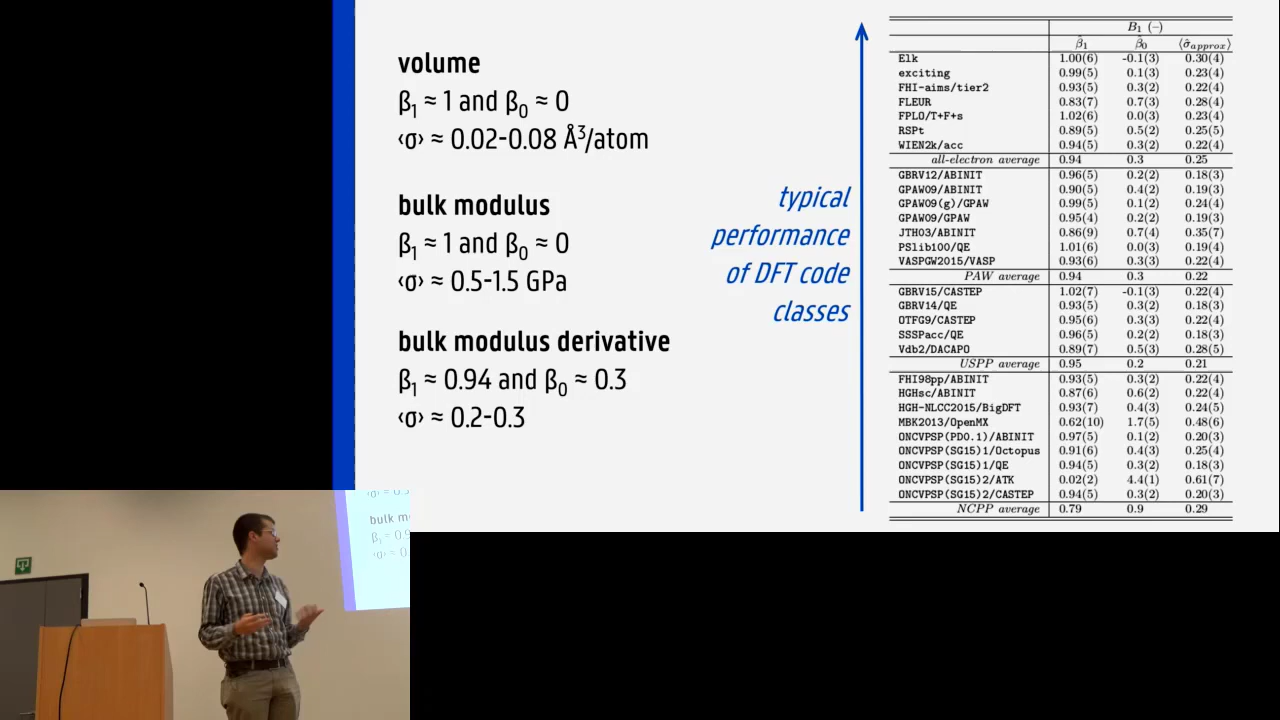 volume
β₁ ≈ 1 and β₀ ≈ 0
‹σ› ≈ 0.02-0.08 Å³/atom
bulk modulus
β₁ ≈ 1 and β₀ ≈ 0
‹σ› ≈ 0.5-1.5 GPa
bulk modulus derivative
β₁ ≈ 0.94 and β₀ ≈ 0.3
‹σ› ≈ 0.2-0.3
typical
performance
of DFT code
classes
B₁ (–)
β̂₁ β̂₀ ⟨σ̂approx⟩
Elk 1.00(6) -0.1(3) 0.30(4)
exciting 0.99(5) 0.1(3) 0.23(4)
FHI-aims/tier2 0.93(5) 0.3(2) 0.22(4)
FLEUR 0.83(7) 0.7(3) 0.28(4)
FPLO/T+F+s 1.02(6) 0.0(3) 0.23(4)
RSPt 0.89(5) 0.5(2) 0.25(5)
WIEN2k/acc 0.94(5) 0.3(2) 0.22(4)
all-electron average 0.94 0.3 0.25
GBRV12/ABINIT 0.96(5) 0.2(2) 0.18(3)
GPAW09/ABINIT 0.90(5) 0.4(2) 0.19(3)
GPAW09(g)/GPAW 0.99(5) 0.1(2) 0.24(4)
GPAW09/GPAW 0.95(4) 0.2(2) 0.19(3)
JTH03/ABINIT 0.86(9) 0.7(4) 0.35(7)
PSlib100/QE 1.01(6) 0.0(3) 0.19(4)
VASPGW2015/VASP 0.93(6) 0.3(3) 0.22(4)
PAW average 0.94 0.3 0.22
GBRV15/CASTEP 1.02(7) -0.1(3) 0.22(4)
GBRV14/QE 0.93(5) 0.3(2) 0.18(3)
OTFG9/CASTEP 0.95(6) 0.3(3) 0.22(4)
SSSPacc/QE 0.96(5) 0.2(2) 0.18(3)
Vdb2/DACAPO 0.89(7) 0.5(3) 0.28(5)
USPP average 0.95 0.2 0.21
FHI98pp/ABINIT 0.93(5) 0.3(2) 0.22(4)
HGHsc/ABINIT 0.87(6) 0.6(2) 0.22(4)
HGH-NLCC2015/BigDFT 0.93(7) 0.4(3) 0.24(5)
MBK2013/OpenMX 0.62(10) 1.7(5) 0.48(6)
ONCVPSP(PD0.1)/ABINIT 0.97(5) 0.1(2) 0.20(3)
ONCVPSP(SG15)1/Octopus 0.91(6) 0.4(3) 0.25(4)
ONCVPSP(SG15)1/QE 0.94(5) 0.3(2) 0.18(3)
ONCVPSP(SG15)2/ATK 0.02(2) 4.4(1) 0.61(7)
ONCVPSP(SG15)2/CASTEP 0.94(5) 0.3(2) 0.20(3)
NCPP average 0.79 0.9 0.29
bulk m
β₁ ≈ 0.9
‹σ› ≈ 0